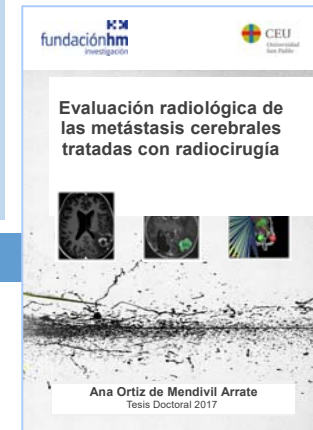 fundaciónhm
investigación
CEU
Universidad
San Pablo
Evaluación radiológica de
las metástasis cerebrales
tratadas con radiocirugía
Ana Ortiz de Mendivil Arrate
Tesis Doctoral 2017